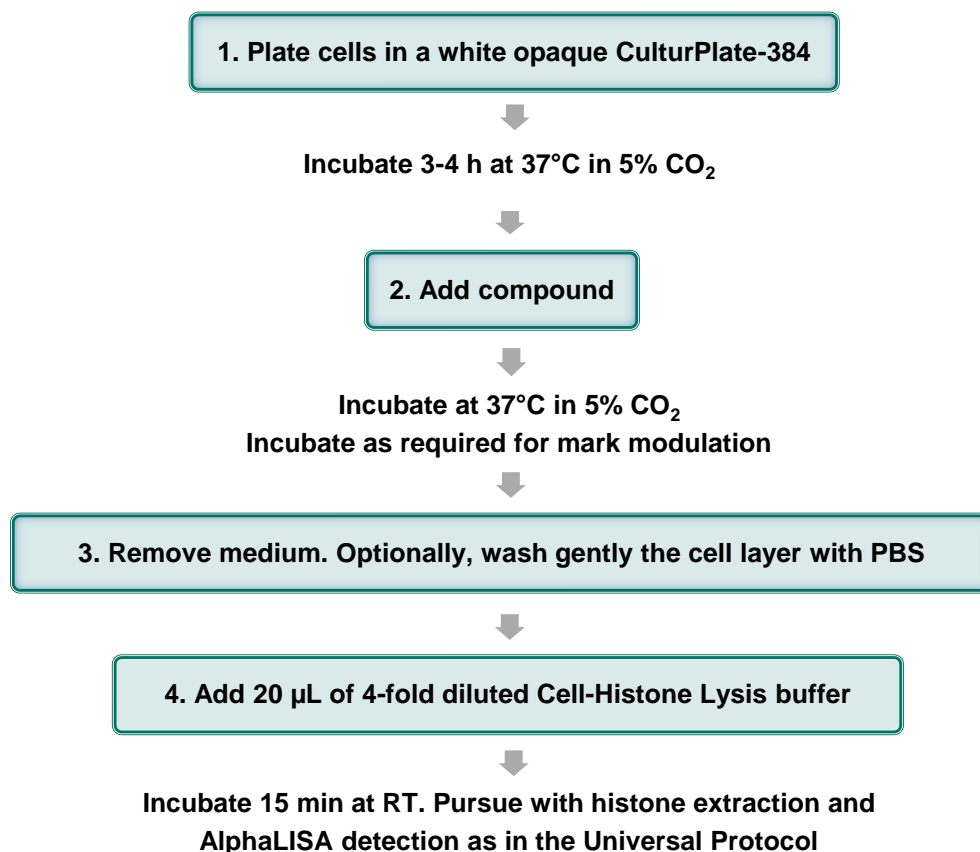 1. Plate cells in a white opaque CulturPlate-384
Incubate 3-4 h at 37°C in 5% CO₂
2. Add compound
Incubate at 37°C in 5% CO₂
Incubate as required for mark modulation
3. Remove medium. Optionally, wash gently the cell layer with PBS
4. Add 20 µL of 4-fold diluted Cell-Histone Lysis buffer
Incubate 15 min at RT. Pursue with histone extraction and
AlphaLISA detection as in the Universal Protocol